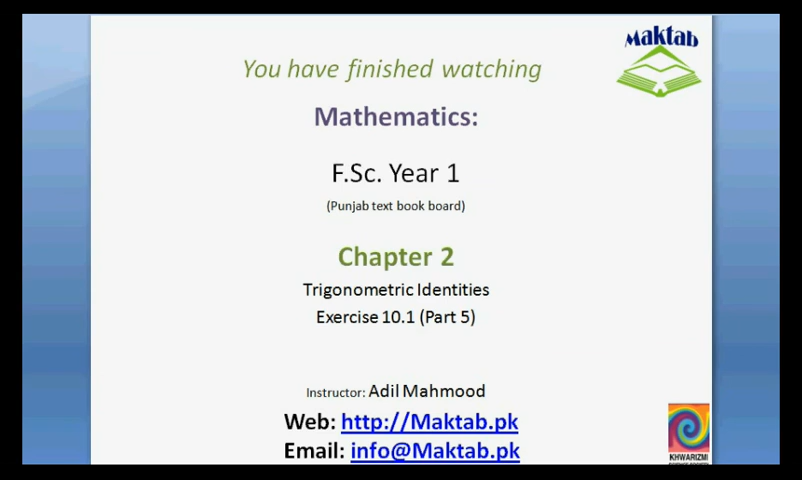 Maktab
You have finished watching
Mathematics:
F.Sc. Year 1
(Punjab text book board)
Chapter 2
Trigonometric Identities
Exercise 10.1 (Part 5)
Instructor: Adil Mahmood
Web: http://Maktab.pk
Email: info@Maktab.pk
KHWARIZMI